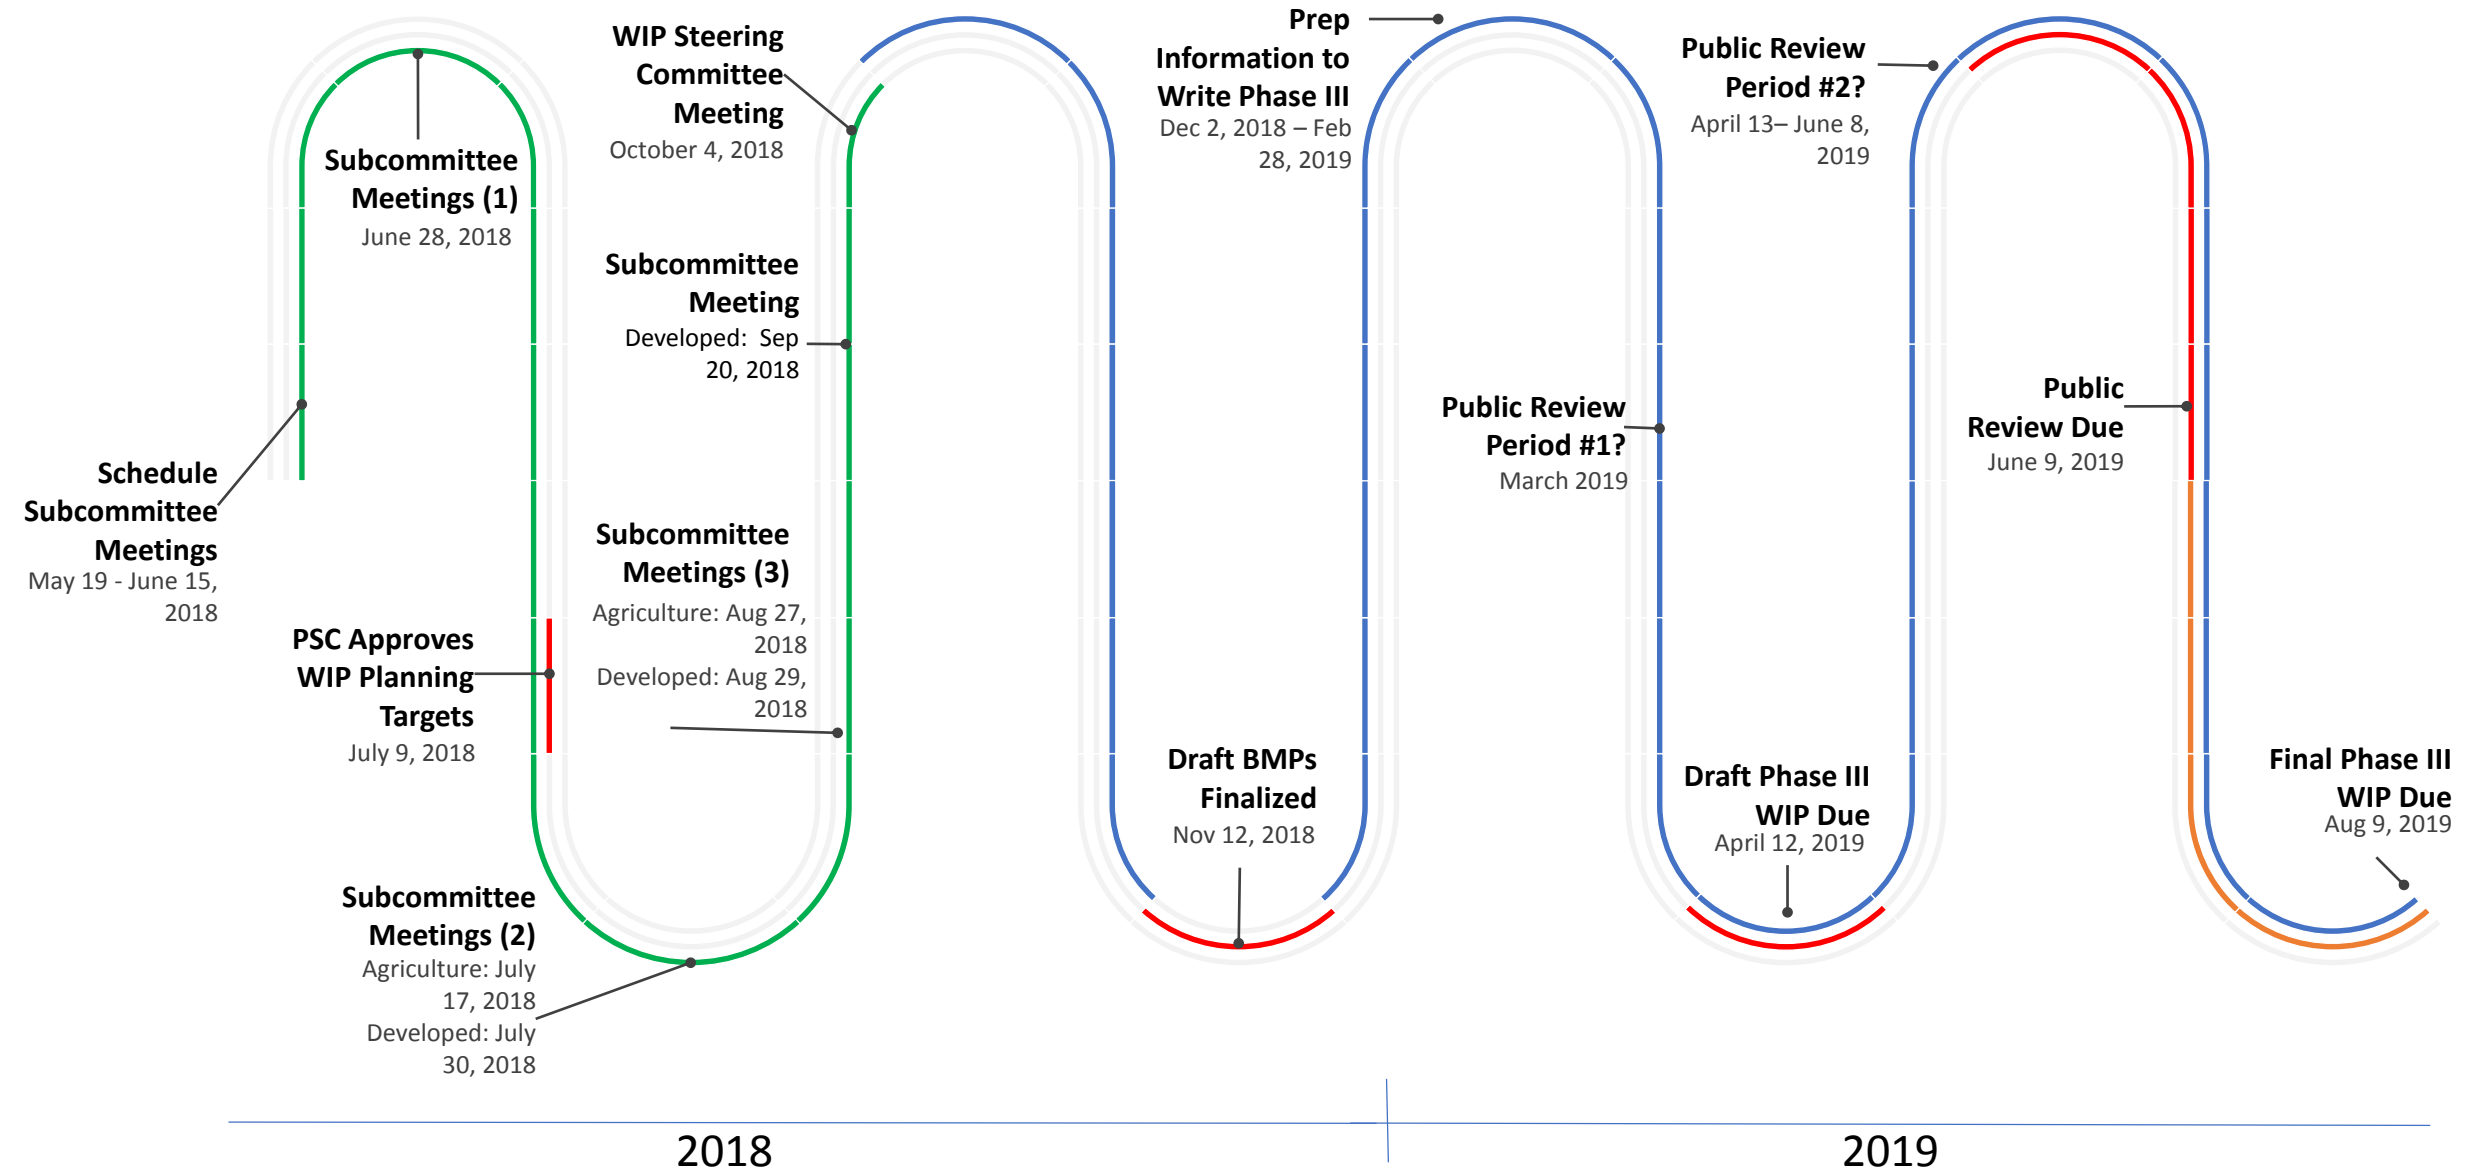 Schedule
Subcommittee
Meetings
May 19 - June 15,
2018
Subcommittee
Meetings (1)
June 28, 2018
PSC Approves
WIP Planning
Targets
July 9, 2018
Subcommittee
Meetings (2)
Agriculture: July
17, 2018
Developed: July
30, 2018
Subcommittee
Meetings (3)
Agriculture: Aug 27,
2018
Developed: Aug 29,
2018
Subcommittee
Meeting
Developed:  Sep
20, 2018
WIP Steering
Committee
Meeting
October 4, 2018
Draft BMPs
Finalized
Nov 12, 2018
Prep
Information to
Write Phase III
Dec 2, 2018 – Feb
28, 2019
Public Review
Period #1?
March 2019
Draft Phase III
WIP Due
April 12, 2019
Public Review
Period #2?
April 13– June 8,
2019
Public
Review Due
June 9, 2019
Final Phase III
WIP Due
Aug 9, 2019
2018
2019